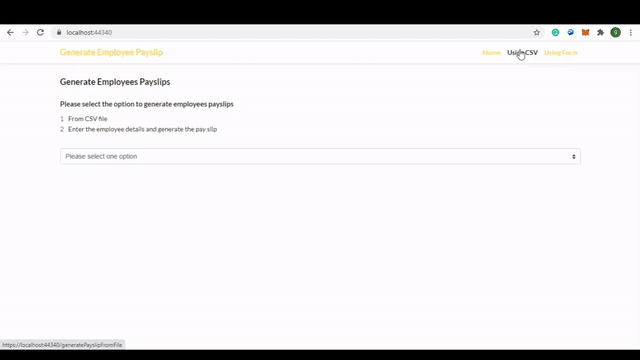 localhost:44340
g
Generate Employee Payslip
Home Using CSV Using Form
Generate Employees Payslips
Please select the option to generate employees payslips
1 From CSV file
2 Enter the employee details and generate the pay slip
Please select one option
https://localhost:44340/generatePayslipFromFile